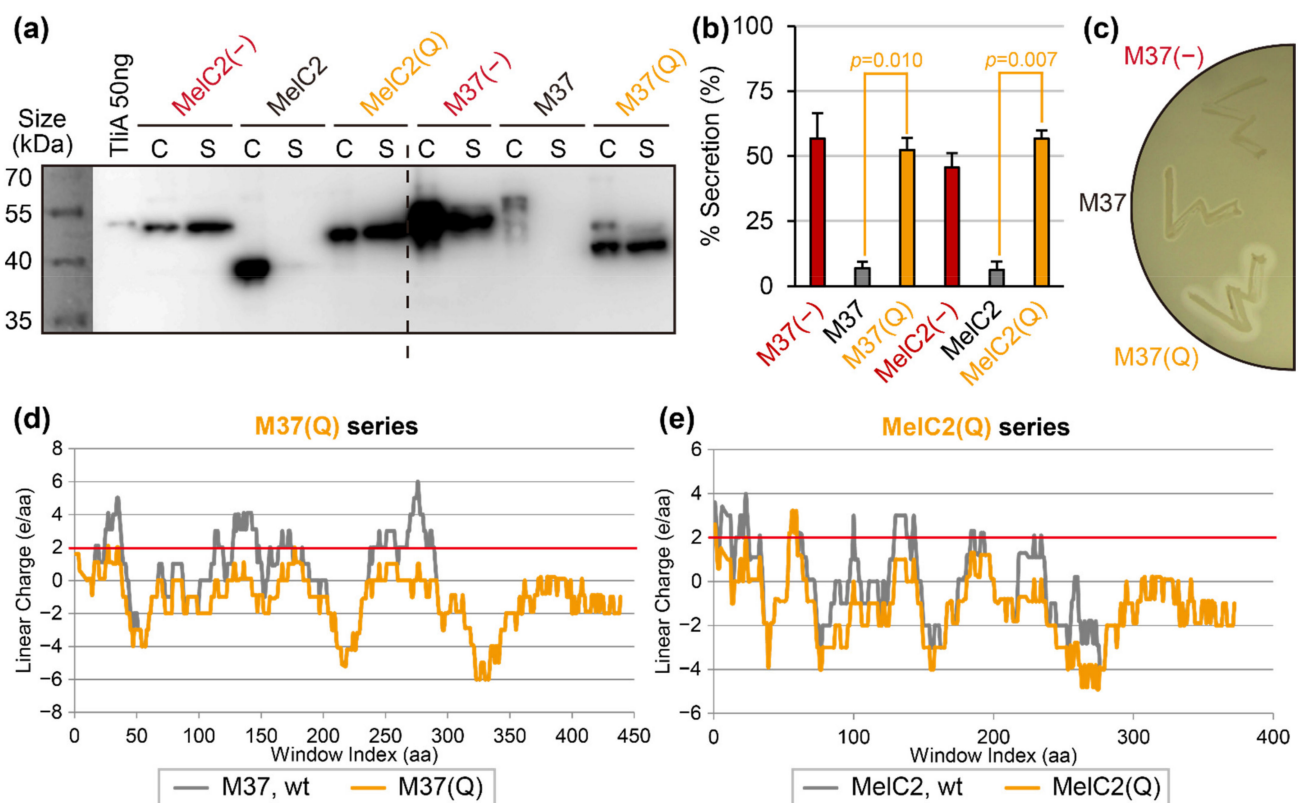 (a)
TliA 50ng
MelC2(−)
MelC2
MelC2(Q)
M37(−)
M37
M37(Q)
Size
(kDa)
C S C S C S C S C S C S
70
55
40
35
(b)
% Secretion (%)
100
75
50
25
0
p=0.010
p=0.007
M37(−)
M37
M37(Q)
MelC2(−)
MelC2
MelC2(Q)
(c)
M37(−)
M37
M37(Q)
(d)
M37(Q) series
Linear Charge (e/aa)
8
6
4
2
0
−2
−4
−6
−8
0 50 100 150 200 250 300 350 400 450
Window Index (aa)
M37, wt M37(Q)
(e)
MelC2(Q) series
Linear Charge (e/aa)
6
4
2
0
−2
−4
−6
0 100 200 300 400
Window Index (aa)
MelC2, wt MelC2(Q)